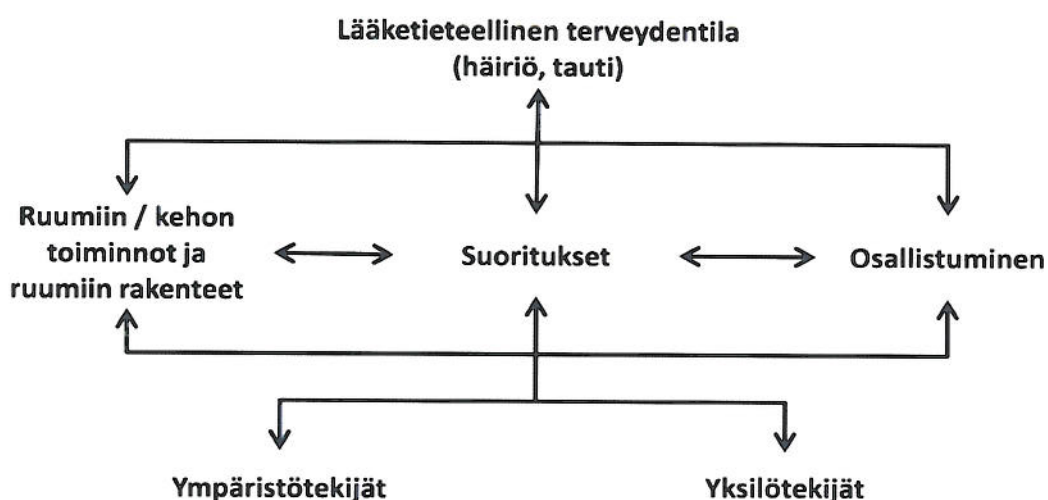 Lääketieteellinen terveydentila
(häiriö, tauti)
Ruumiin / kehon
toiminnot ja
ruumiin rakenteet
Suoritukset
Osallistuminen
Ympäristötekijät
Yksilötekijät